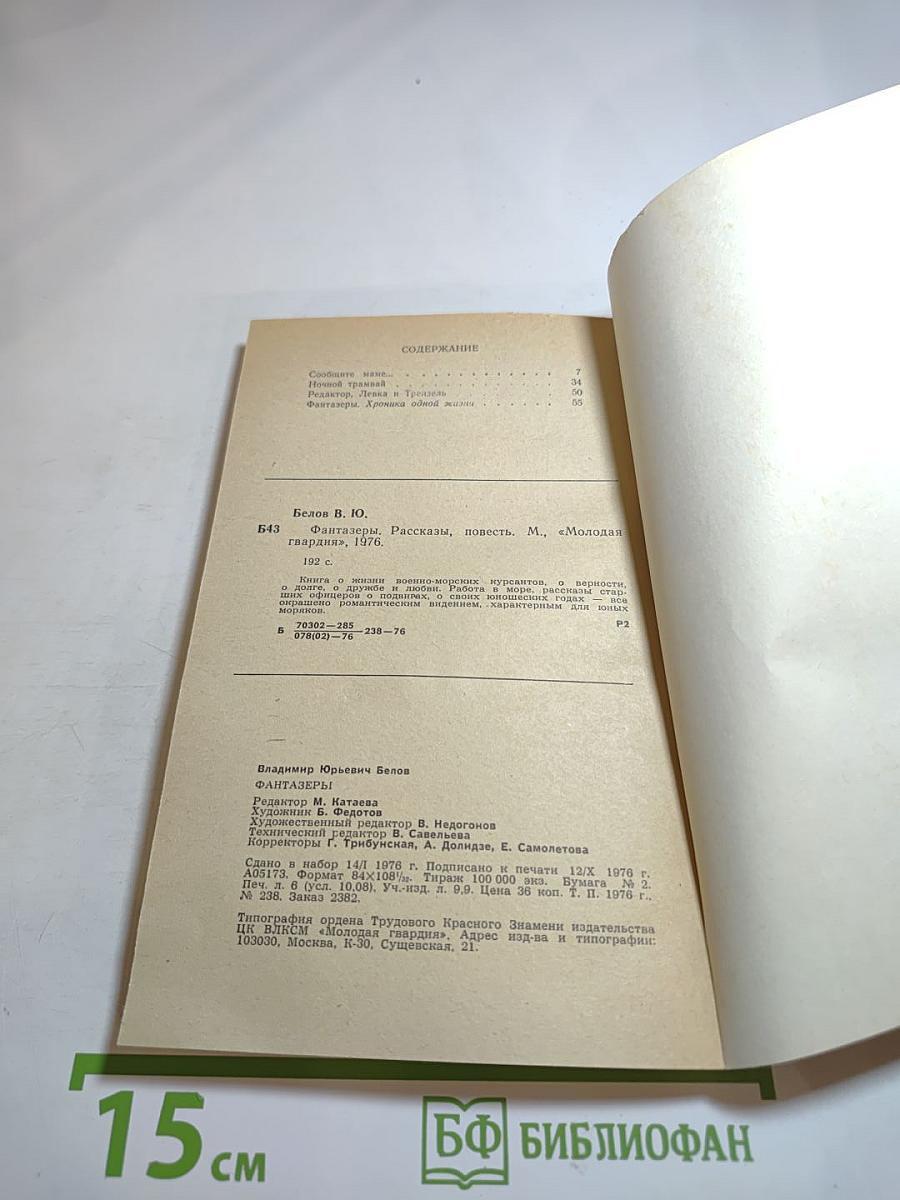 СОДЕРЖАНИЕ
Сообщите маме... . . . . . . . . . . . . 7
Ночной трамвай . . . . . . . . . . . . 34
Редактор, Левка и Трензель . . . . . . . 50
Фантазеры. Хроника одной жизни . . . . . . 55
Белов В. Ю.
Б43 Фантазеры. Рассказы, повесть. М., «Молодая
гвардия», 1976.
192 с.
Книга о жизни военно-морских курсантов, о верности,
о долге, о дружбе и любви. Работа в море, рассказы стар-
ших офицеров о подвигах, о своих юношеских годах — все
окрашено романтическим видением, характерным для юных
моряков.
Б 70302—285
078(02)—76 238—76 Р2
Владимир Юрьевич Белов
ФАНТАЗЕРЫ
Редактор М. Катаева
Художник Б. Федотов
Художественный редактор В. Недогонов
Технический редактор В. Савельева
Корректоры Г. Трибунская, А. Долидзе, Е. Самолетова
Сдано в набор 14/I 1976 г. Подписано к печати 12/X 1976 г.
А05173. Формат 84×108¹/₃₂. Тираж 100 000 экз. Бумага № 2.
Печ. л. 6 (усл. 10,08). Уч.-изд. л. 9,9. Цена 36 коп. Т. П. 1976 г.,
№ 238. Заказ 2382.
Типография ордена Трудового Красного Знамени издательства
ЦК ВЛКСМ «Молодая гвардия». Адрес изд-ва и типографии:
103030, Москва, К-30, Сущевская, 21.
15 см БФ БИБЛИОФАН